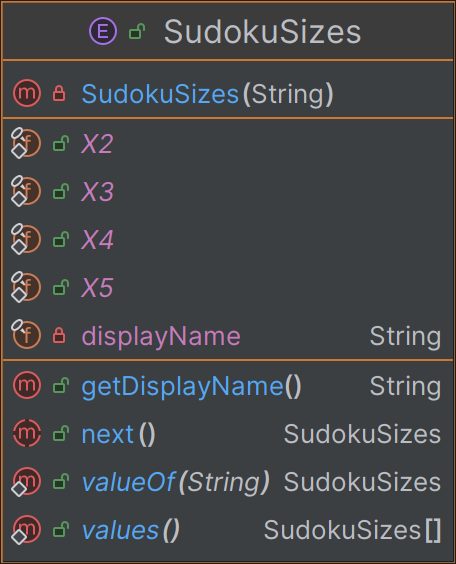 E SudokuSizes
m SudokuSizes(String)
f X2
f X3
f X4
f X5
f displayName String
m getDisplayName() String
m next() SudokuSizes
m valueOf(String) SudokuSizes
m values() SudokuSizes[]